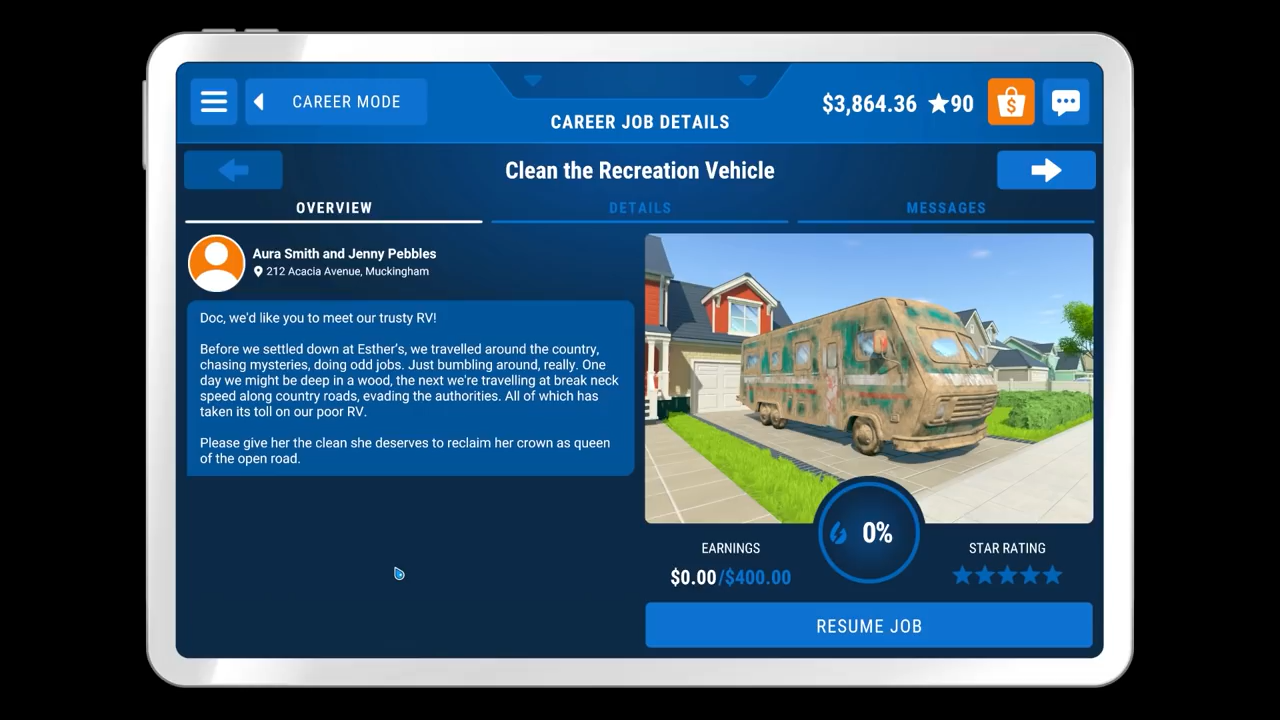 CAREER MODE
$3,864.36 ★90
CAREER JOB DETAILS
Clean the Recreation Vehicle
OVERVIEW
DETAILS
MESSAGES
Aura Smith and Jenny Pebbles
212 Acacia Avenue, Muckingham
Doc, we'd like you to meet our trusty RV!
Before we settled down at Esther's, we travelled around the country,
chasing mysteries, doing odd jobs. Just bumbling around, really. One
day we might be deep in a wood, the next we're travelling at break neck
speed along country roads, evading the authorities. All of which has
taken its toll on our poor RV.
Please give her the clean she deserves to reclaim her crown as queen
of the open road.
0%
EARNINGS
$0.00/$400.00
STAR RATING
RESUME JOB